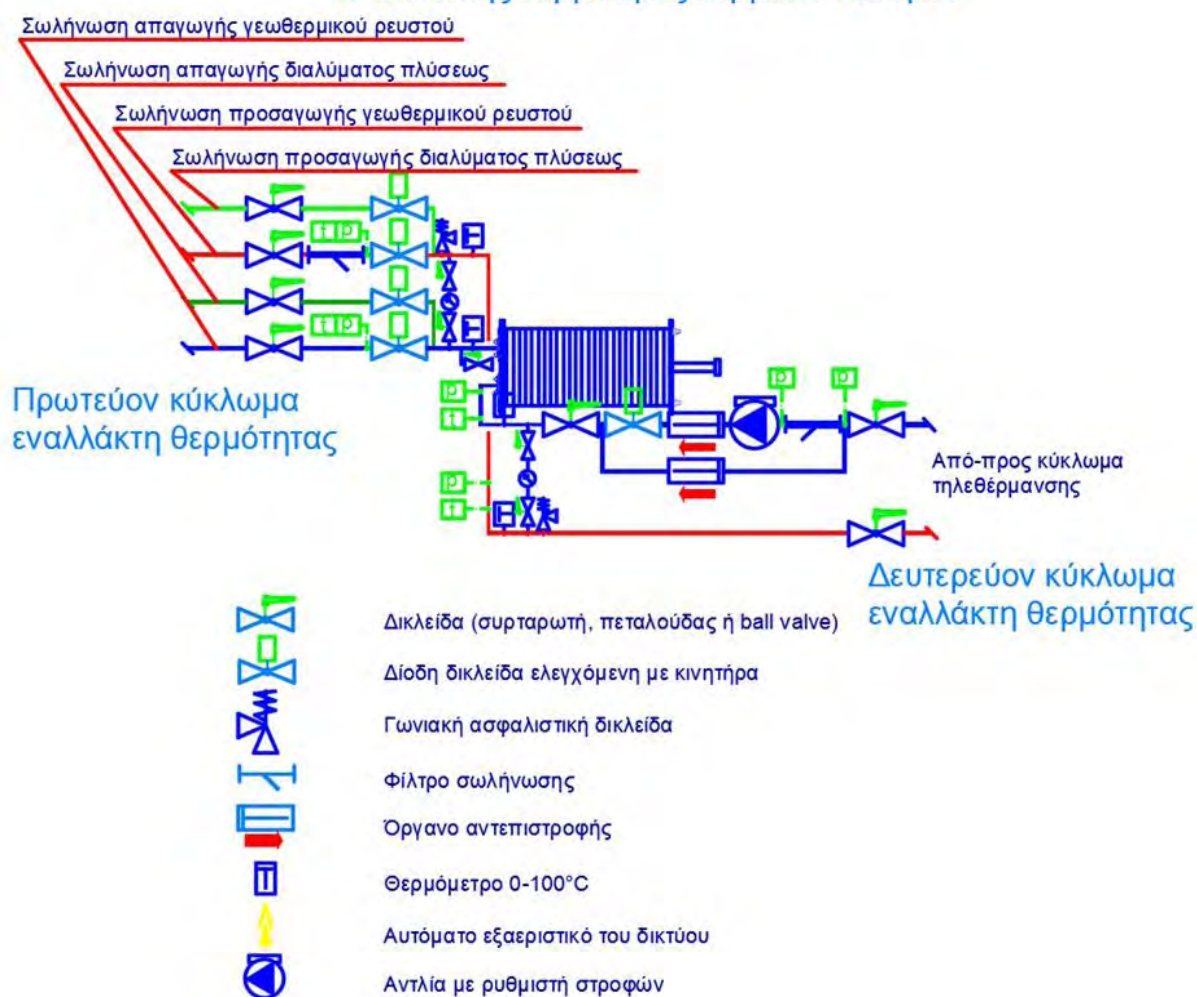 Σωλήνωση απαγωγής γεωθερμικού ρευστού
Σωλήνωση απαγωγής διαλύματος πλύσεως
Σωλήνωση προσαγωγής γεωθερμικού ρευστού
Σωλήνωση προσαγωγής διαλύματος πλύσεως
t p
t p
Πρωτεύον κύκλωμα
εναλλάκτη θερμότητας
p
t
p
p
p
t
Από-προς κύκλωμα
τηλεθέρμανσης
Δευτερεύον κύκλωμα
εναλλάκτη θερμότητας
Δικλείδα (συρταρωτή, πεταλούδας ή ball valve)
Δίοδη δικλείδα ελεγχόμενη με κινητήρα
Γωνιακή ασφαλιστική δικλείδα
Φίλτρο σωλήνωσης
Όργανο αντεπιστροφής
T
Θερμόμετρο 0-100°C
Αυτόματο εξαεριστικό του δικτύου
Αντλία με ρυθμιστή στροφών